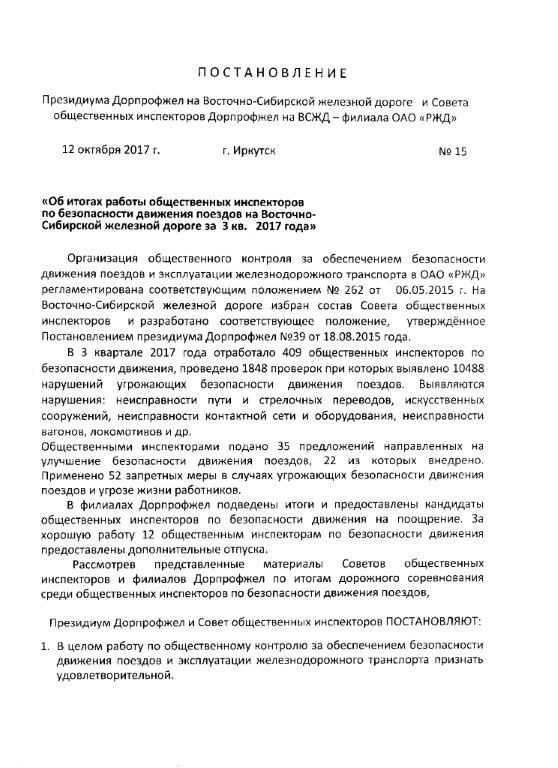 ПОСТАНОВЛЕНИЕ
Президиума Дорпрофжел на Восточно-Сибирской железной дороге и Совета
общественных инспекторов Дорпрофжел на ВСЖД – филиала ОАО «РЖД»
12 октября 2017 г. г. Иркутск № 15
«Об итогах работы общественных инспекторов
по безопасности движения поездов на Восточно-
Сибирской железной дороге за 3 кв. 2017 года»
Организация общественного контроля за обеспечением безопасности
движения поездов и эксплуатации железнодорожного транспорта в ОАО «РЖД»
регламентирована соответствующим положением № 262 от 06.05.2015 г. На
Восточно-Сибирской железной дороге избран состав Совета общественных
инспекторов и разработано соответствующее положение, утверждённое
Постановлением президиума Дорпрофжел №39 от 18.08.2015 года.
В 3 квартале 2017 года отработало 409 общественных инспекторов по
безопасности движения, проведено 1848 проверок при которых выявлено 10488
нарушений угрожающих безопасности движения поездов. Выявляются
нарушения: неисправности пути и стрелочных переводов, искусственных
сооружений, неисправности контактной сети и оборудования, неисправности
вагонов, локомотивов и др.
Общественными инспекторами подано 35 предложений направленных на
улучшение безопасности движения поездов, 22 из которых внедрено.
Применено 52 запретных меры в случаях угрожающих безопасности движения
поездов и угрозе жизни работников.
В филиалах Дорпрофжел подведены итоги и предоставлены кандидаты
общественных инспекторов по безопасности движения на поощрение. За
хорошую работу 12 общественным инспекторам по безопасности движения
предоставлены дополнительные отпуска.
Рассмотрев представленные материалы Советов общественных
инспекторов и филиалов Дорпрофжел по итогам дорожного соревнования
среди общественных инспекторов по безопасности движения поездов,
Президиум Дорпрофжел и Совет общественных инспекторов ПОСТАНОВЛЯЮТ:
1. В целом работу по общественному контролю за обеспечением безопасности
движения поездов и эксплуатации железнодорожного транспорта признать
удовлетворительной.